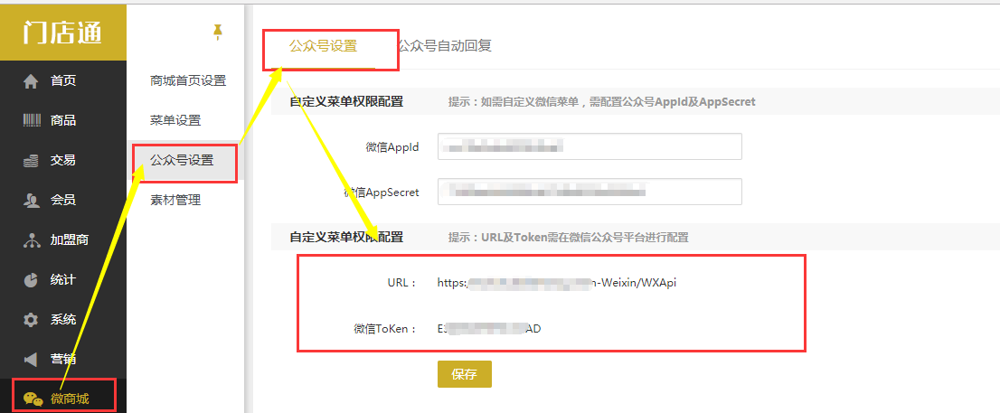 门店通
首页
商品
交易
会员
加盟商
统计
系统
营销
微商城
商城首页设置
菜单设置
公众号设置
素材管理
公众号设置 公众号自动回复
自定义菜单权限配置 提示：如需自定义微信菜单，需配置公众号AppId及AppSecret
微信AppId
微信AppSecret
自定义菜单权限配置 提示：URL及Token需在微信公众号平台进行配置
URL： https: n-Weixin/WXApi
微信ToKen： E3 AD
保存